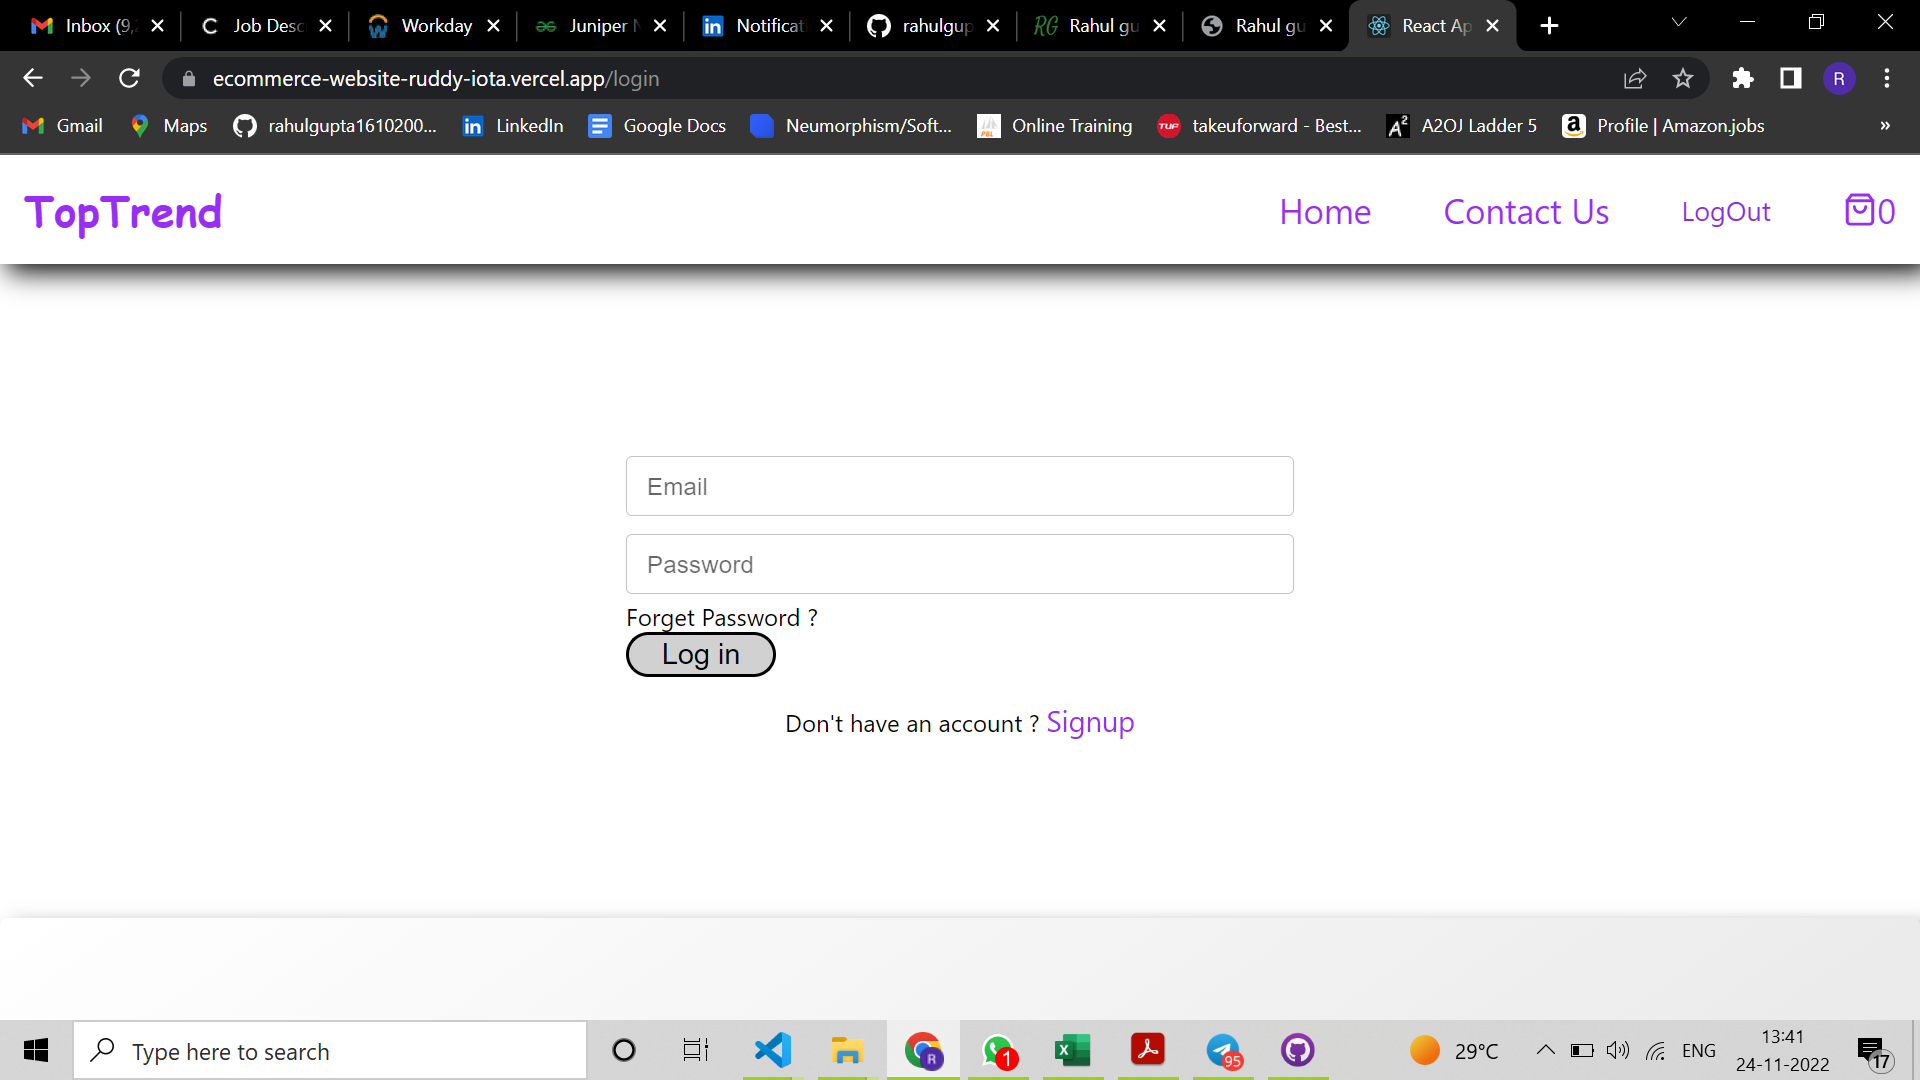 Inbox (9, Job Desc Workday Juniper N Notificati rahulgup Rahul gu Rahul gu React Ap
ecommerce-website-ruddy-iota.vercel.app/login R
Gmail Maps rahulgupta1610200... LinkedIn Google Docs Neumorphism/Soft... Online Training takeuforward - Best... A2OJ Ladder 5 Profile | Amazon.jobs »
TopTrend Home Contact Us LogOut 0
Email
Password
Forget Password ?
Log in
Don't have an account ? Signup
Type here to search 1 95 29°C ENG 13:41
24-11-2022 17